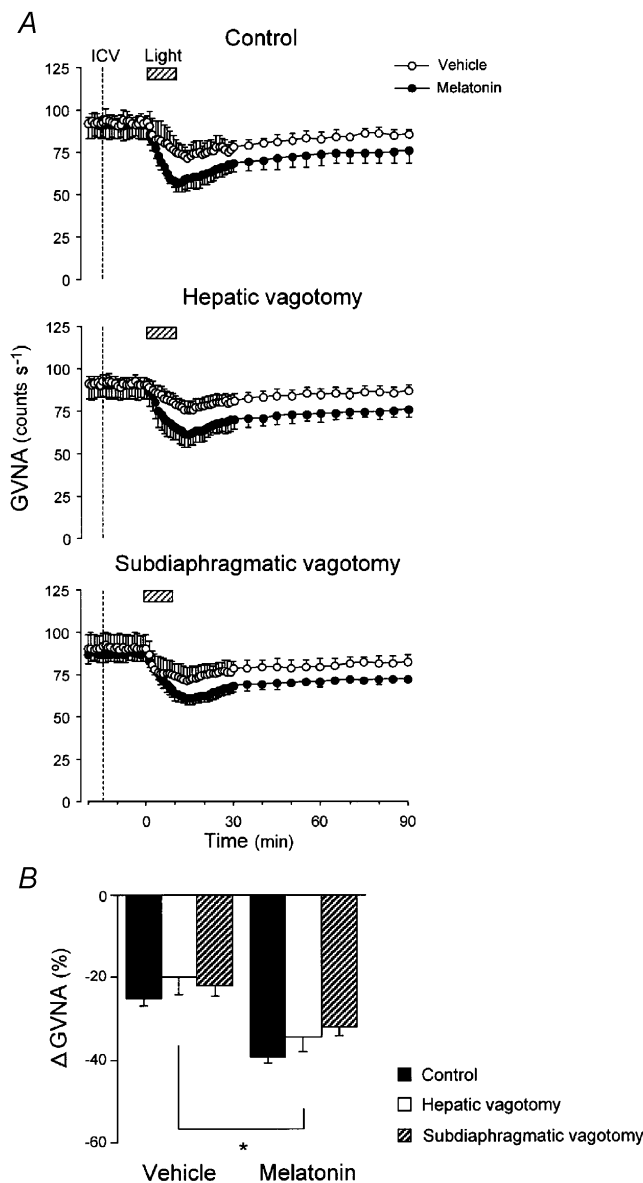 A
Control
ICV Light
Vehicle
Melatonin
125
100
75
50
25
0
Hepatic vagotomy
125
100
75
50
25
0
GVNA (counts s⁻¹)
Subdiaphragmatic vagotomy
125
100
75
50
25
0
0 30 60 90
Time (min)
B
0
-20
-40
-60
Δ GVNA (%)
*
Vehicle Melatonin
Control
Hepatic vagotomy
Subdiaphragmatic vagotomy